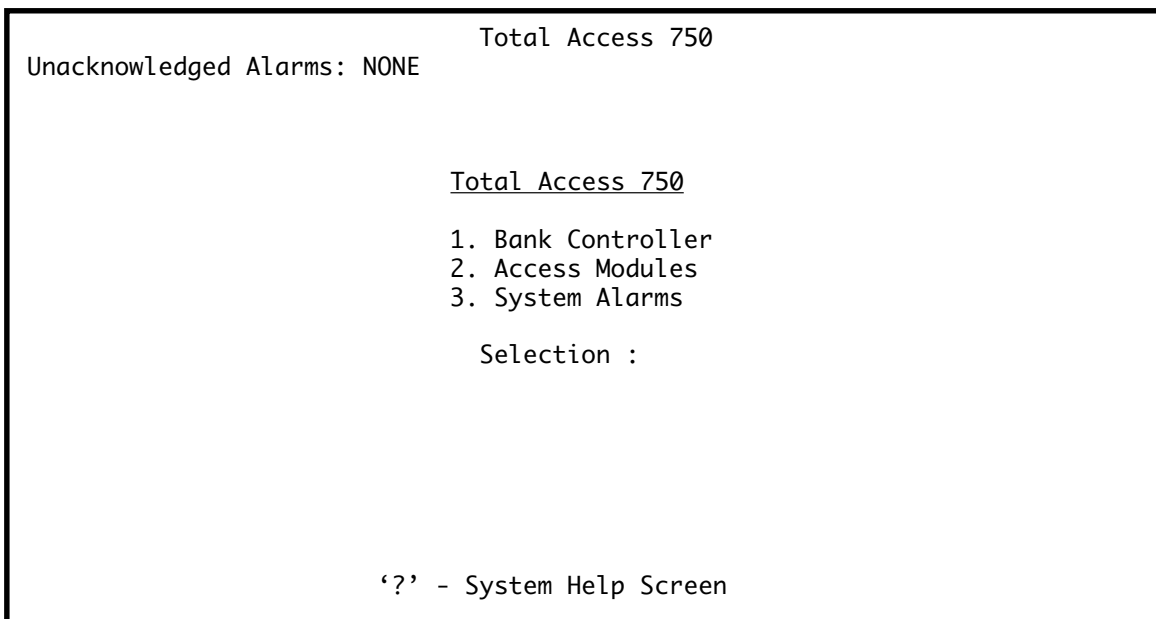 Total Access 750
Unacknowledged Alarms: NONE
Total Access 750
1. Bank Controller
2. Access Modules
3. System Alarms
Selection :
‘?’ - System Help Screen